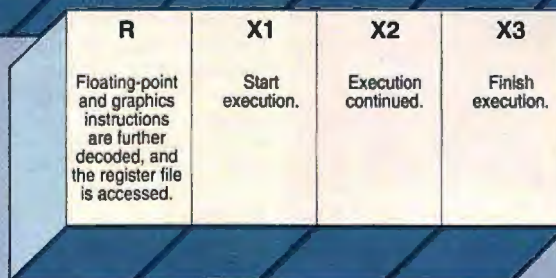 R
Floating-point
and graphics
instructions
are further
decoded, and
the register file
is accessed.
X1
Start
execution.
X2
Execution
continued.
X3
Finish
execution.